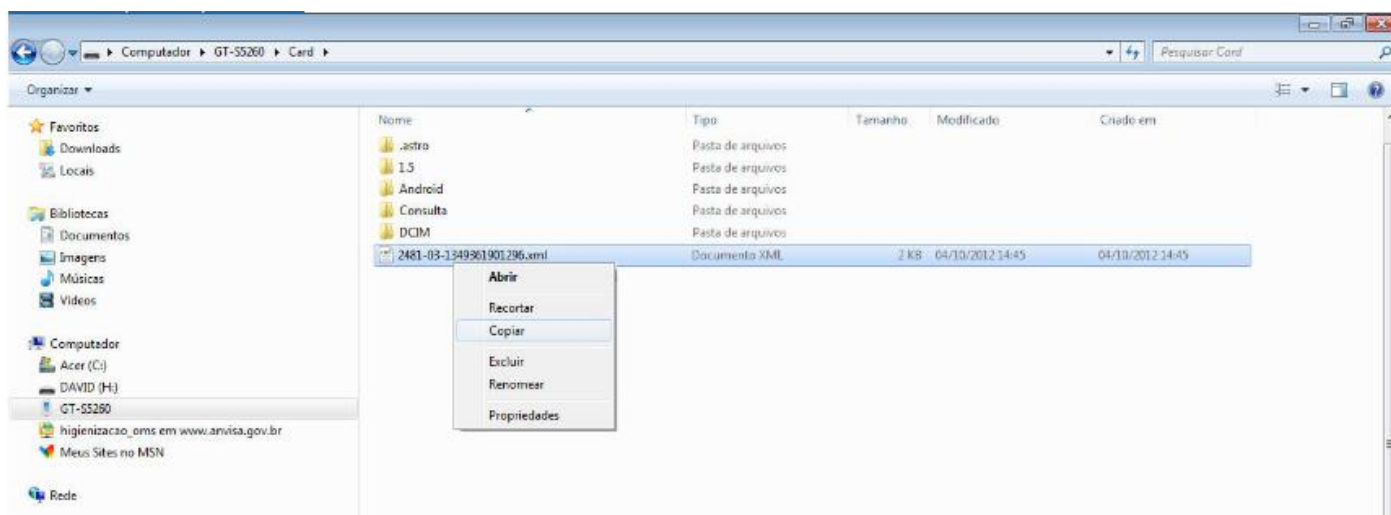 Computador GT-S5260 Card
Pesquisar Card
Organizar
Favoritos
Downloads
Locais
Bibliotecas
Documentos
Imagens
Músicas
Vídeos
Computador
Acer (C:)
DAVID (H:)
GT-S5260
higienizacao_oms em www.anvisa.gov.br
Meus Sites no MSN
Rede
Nome Tipo Tamanho Modificado Criado em
.astro Pasta de arquivos
1.5 Pasta de arquivos
Android Pasta de arquivos
Consulta Pasta de arquivos
DCIM Pasta de arquivos
2481-03-1349361901296.xml Documento XML 2 KB 04/10/2012 14:45 04/10/2012 14:45
Abrir
Recortar
Copiar
Excluir
Renomear
Propriedades